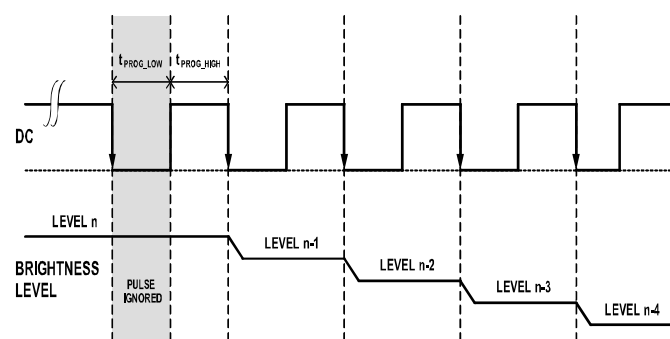 tPROG_LOW tPROG_HIGH
DC
LEVEL n
LEVEL n-1
LEVEL n-2
LEVEL n-3
LEVEL n-4
BRIGHTNESS
LEVEL
PULSE
IGNORED